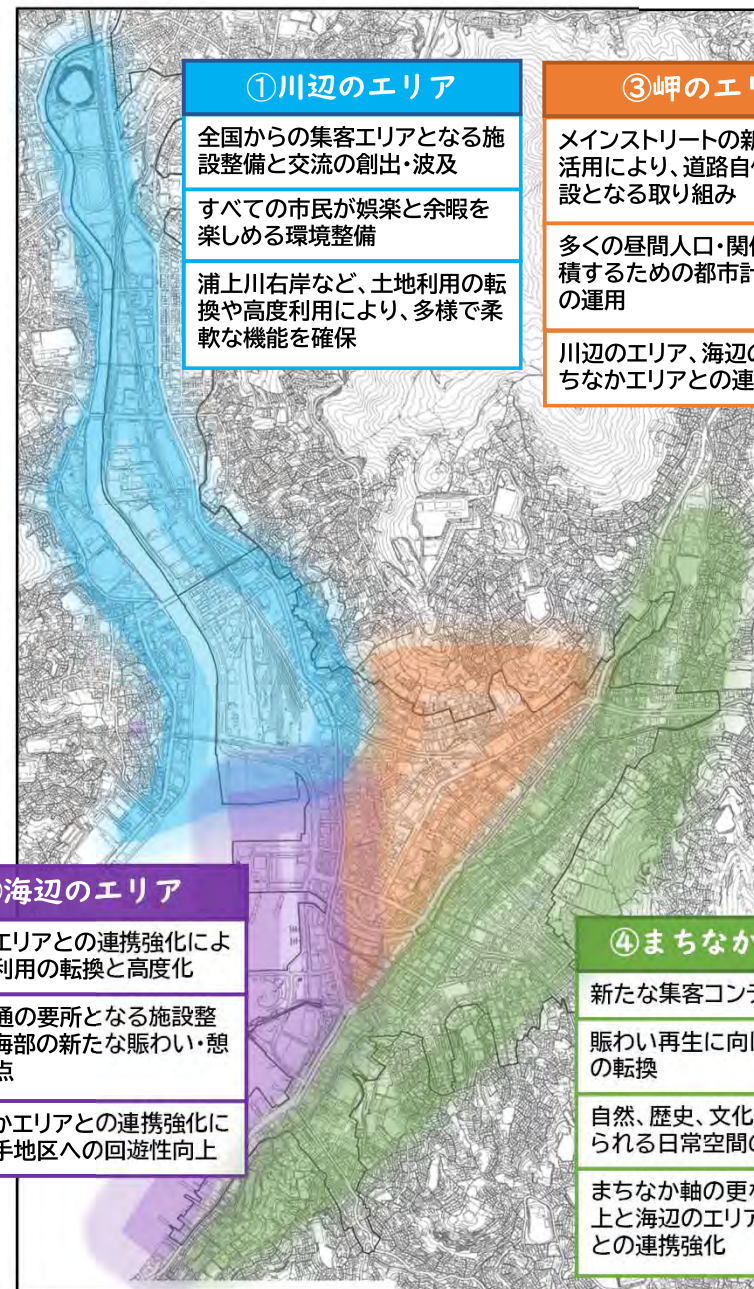 ①川辺のエリア
全国からの集客エリアとなる施
設整備と交流の創出・波及
すべての市民が娯楽と余暇を
楽しめる環境整備
浦上川右岸など、土地利用の転
換や高度利用により、多様で柔
軟な機能を確保
③岬のエリ
メインストリートの新
活用により、道路自
設となる取り組み
多くの昼間人口・関
積するための都市計
の運用
川辺のエリア、海辺の
ちなかエリアとの連
海辺のエリア
エリアとの連携強化によ
利用の転換と高度化
通の要所となる施設整
海部の新たな賑わい・憩
点
かエリアとの連携強化に
手地区への回遊性向上
④まちなか
新たな集客コンテ
賑わい再生に向け
の転換
自然、歴史、文化
られる日常空間の
まちなか軸の更な
上と海辺のエリア
との連携強化